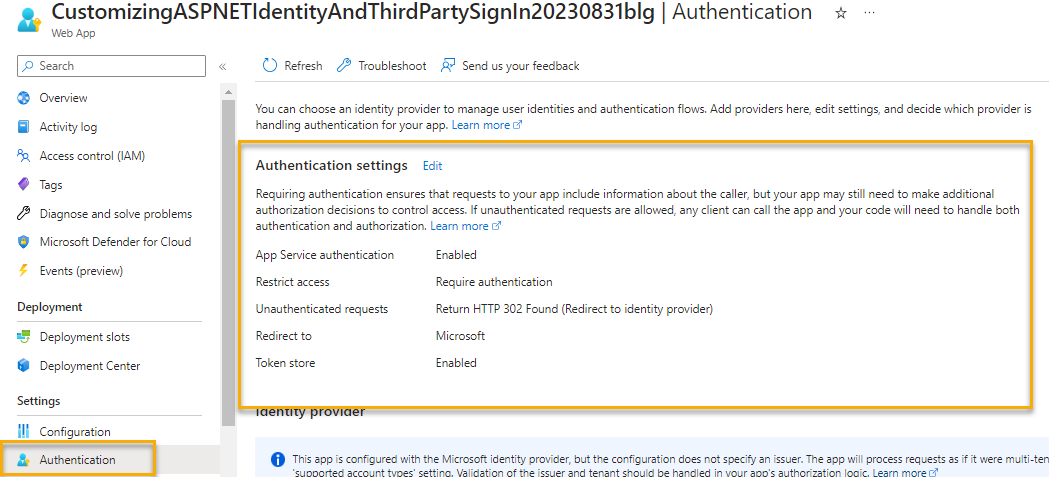 CustomizingASPNETIdentityAndThirdPartySignIn20230831blg | Authentication
Web App
Search
Overview
Activity log
Access control (IAM)
Tags
Diagnose and solve problems
Microsoft Defender for Cloud
Events (preview)
Deployment
Deployment slots
Deployment Center
Settings
Configuration
Authentication
Refresh
Troubleshoot
Send us your feedback
You can choose an identity provider to manage user identities and authentication flows. Add providers here, edit settings, and decide which provider is
handling authentication for your app. Learn more
Authentication settings Edit
Requiring authentication ensures that requests to your app include information about the caller, but your app may still need to make additional
authorization decisions to control access. If unauthenticated requests are allowed, any client can call the app and your code will need to handle both
authentication and authorization. Learn more
App Service authentication Enabled
Restrict access Require authentication
Unauthenticated requests Return HTTP 302 Found (Redirect to identity provider)
Redirect to Microsoft
Token store Enabled
Identity provider
This app is configured with the Microsoft identity provider, but the configuration does not specify an issuer. The app will process requests as if it were multi-ten
'supported account types' setting. Validation of the issuer and tenant should be handled in your app's authorization logic. Learn more